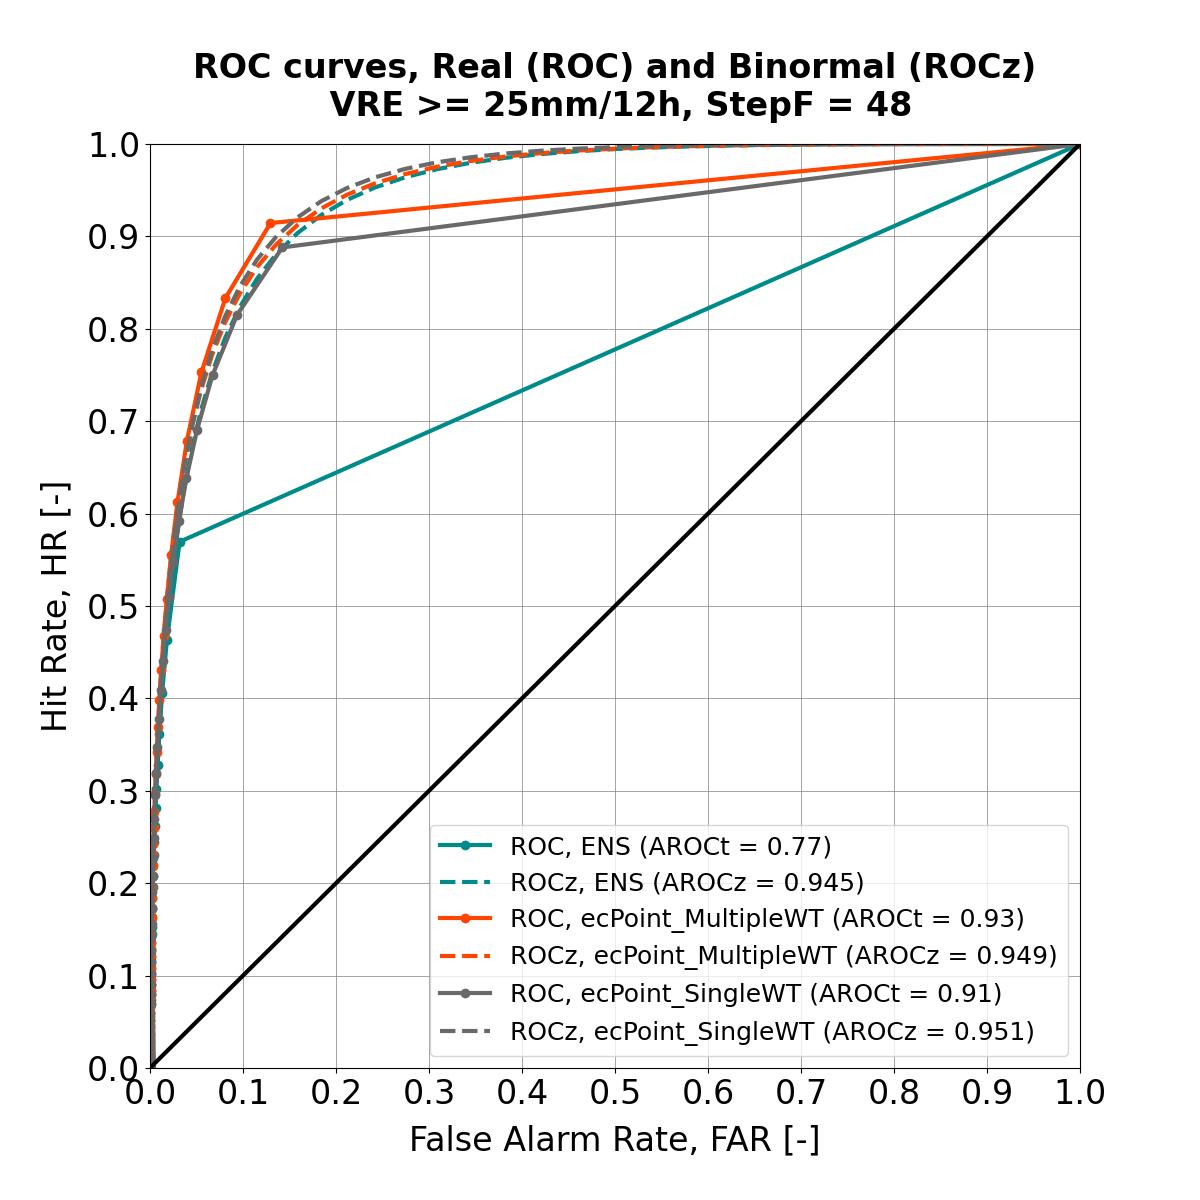 ROC curves, Real (ROC) and Binormal (ROCz)
VRE >= 25mm/12h, StepF = 48
1.0
0.9
0.8
0.7
0.6
0.5
0.4
0.3
0.2
0.1
0.0
Hit Rate, HR [-]
ROC, ENS (AROCt = 0.77)
ROCz, ENS (AROCz = 0.945)
ROC, ecPoint_MultipleWT (AROCt = 0.93)
ROCz, ecPoint_MultipleWT (AROCz = 0.949)
ROC, ecPoint_SingleWT (AROCt = 0.91)
ROCz, ecPoint_SingleWT (AROCz = 0.951)
0.0 0.1 0.2 0.3 0.4 0.5 0.6 0.7 0.8 0.9 1.0
False Alarm Rate, FAR [-]